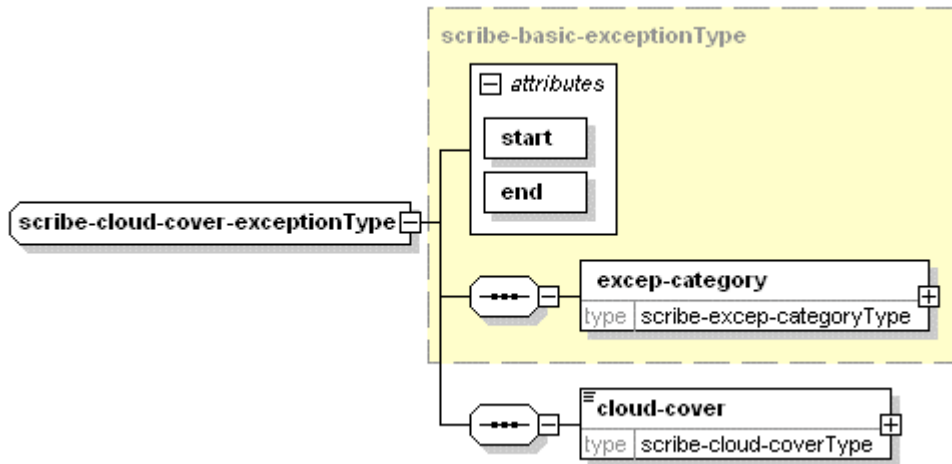 scribe-basic-exceptionType
attributes
start
end
scribe-cloud-cover-exceptionType
excep-category
type scribe-excep-categoryType
cloud-cover
type scribe-cloud-coverType